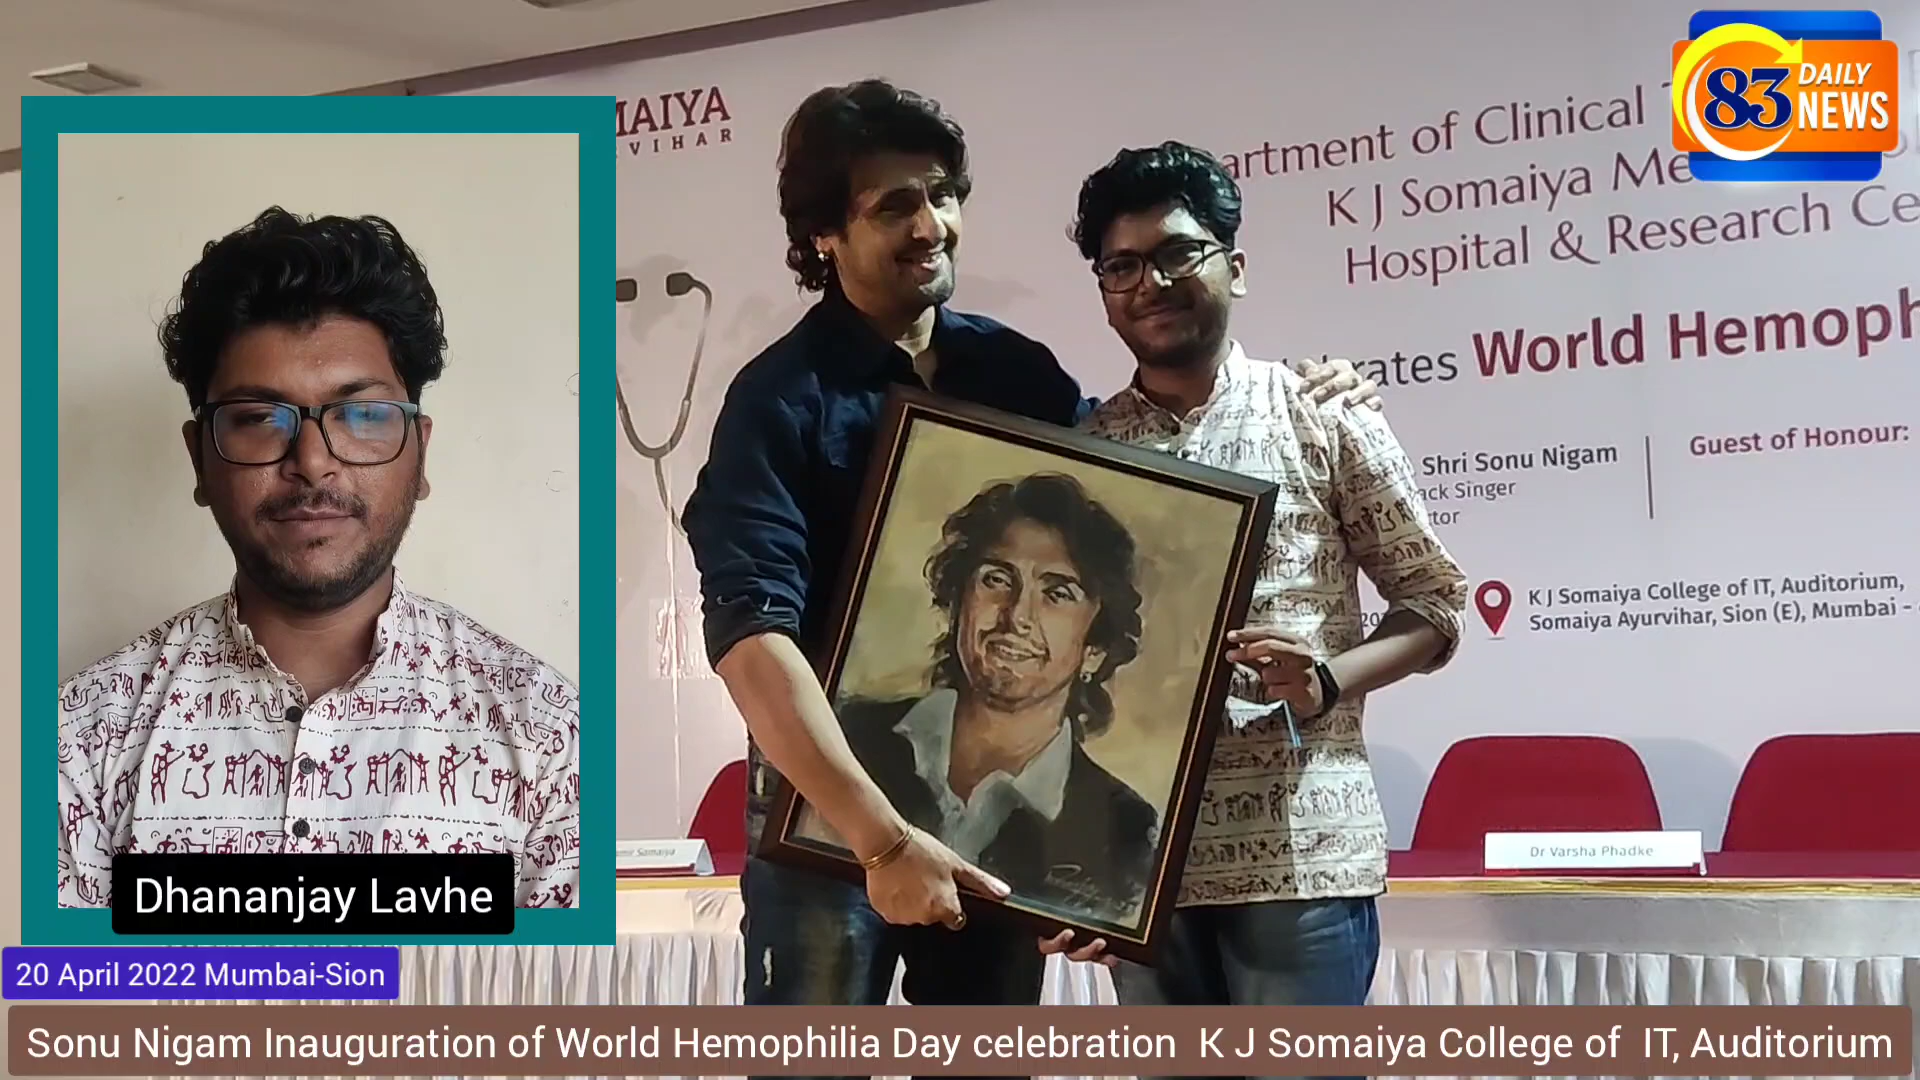 83 DAILY
NEWS
MAIYA
VIHAR
artment of Clinical
K J Somaiya Me
Hospital & Research Ce
rates World Hemoph
Shri Sonu Nigam
ack Singer
tor
Guest of Honour:
K J Somaiya College of IT, Auditorium,
Somaiya Ayurvihar, Sion (E), Mumbai -
Somaiya
Dr Varsha Phadke
Dhananjay Lavhe
20 April 2022 Mumbai-Sion
Sonu Nigam Inauguration of World Hemophilia Day celebration K J Somaiya College of IT, Auditorium